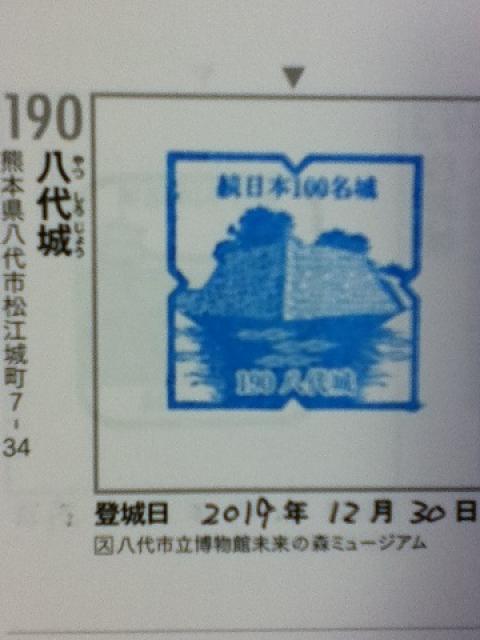 190
八代城
やつしろじょう
熊本県八代市松江城町7-34
続日本100名城
190 八代城
登城日 2019年12月30日
ス八代市立博物館未来の森ミュージアム